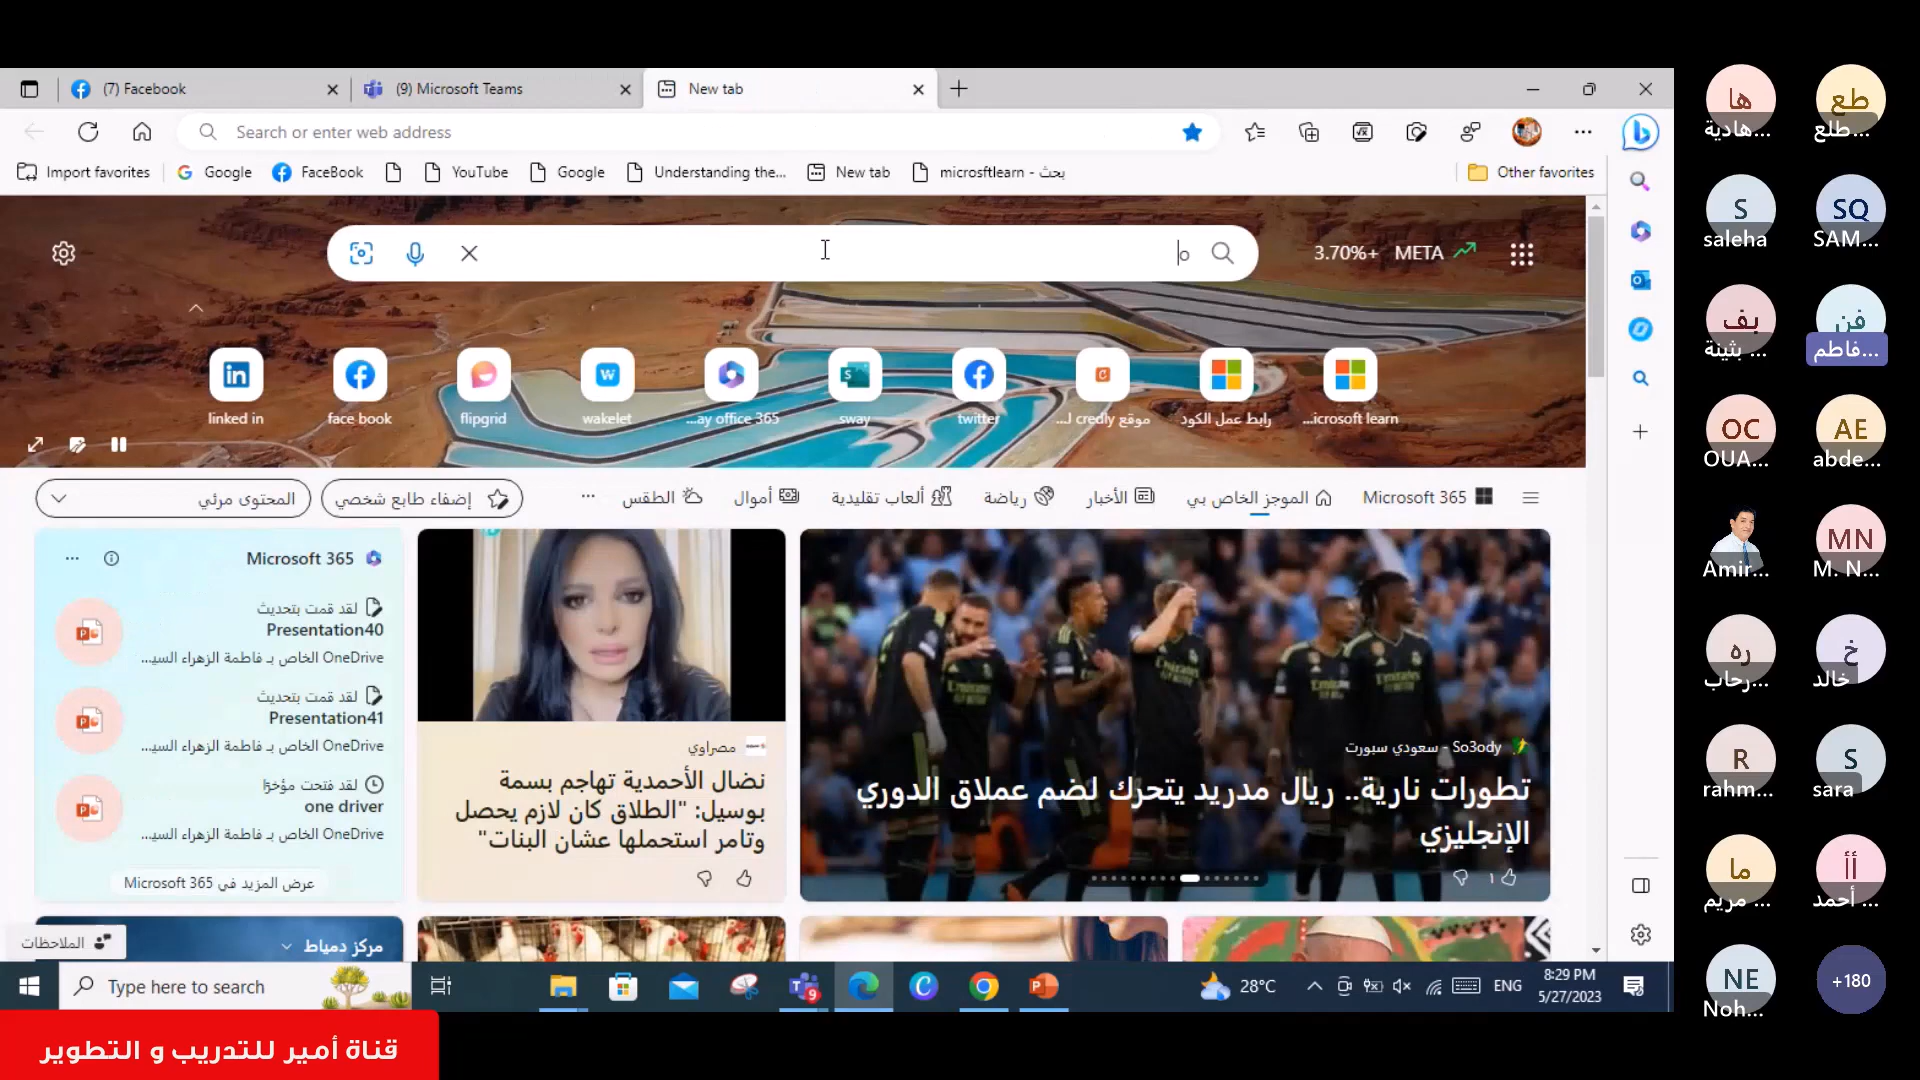 (7) Facebook
(9) Microsoft Teams
New tab
Search or enter web address
Import favorites
Google
FaceBook
YouTube
Google
Understanding the...
New tab
microsftlearn - بحث
Other favorites
o
3.70%+ META
linked in
face book
flipgrid
wakelet
...ay office 365
sway
twitter
موقع credly لـ...
رابط عمل الكود
...icrosoft learn
Microsoft 365
الموجز الخاص بي
الأخبار
رياضة
ألعاب تقليدية
أموال
الطقس
...
إضفاء طابع شخصي
المحتوى مرئي
Microsoft 365
لقد قمت بتحديث
Presentation40
OneDrive الخاص بـ فاطمة الزهراء السيـ...
لقد قمت بتحديث
Presentation41
OneDrive الخاص بـ فاطمة الزهراء السيـ...
لقد فتحت مؤخرًا
one driver
OneDrive الخاص بـ فاطمة الزهراء السيـ...
عرض المزيد في Microsoft 365
مصراوي
نضال الأحمدية تهاجم بسمة
بوسيل: "الطلاق كان لازم يحصل
وتامر استحملها عشان البنات"
So3ody - سعودي سبورت
تطورات نارية.. ريال مدريد يتحرك لضم عملاق الدوري
الإنجليزي
1
الملاحظات
مركز دمياط
Type here to search
9
28°C
ENG
8:29 PM
5/27/2023
قناة أمير للتدريب و التطوير
ها
هادية...
طع
طلع...
S
saleha
SQ
SAM...
بف
بثينة ...
فن
فاطم...
OC
OUA...
AE
abde...
Amir...
MN
M. N...
ره
رحاب...
خ
خالد
R
rahm...
S
sara
ما
مريم ...
أأ
أحمد ...
NE
Noh...
+180